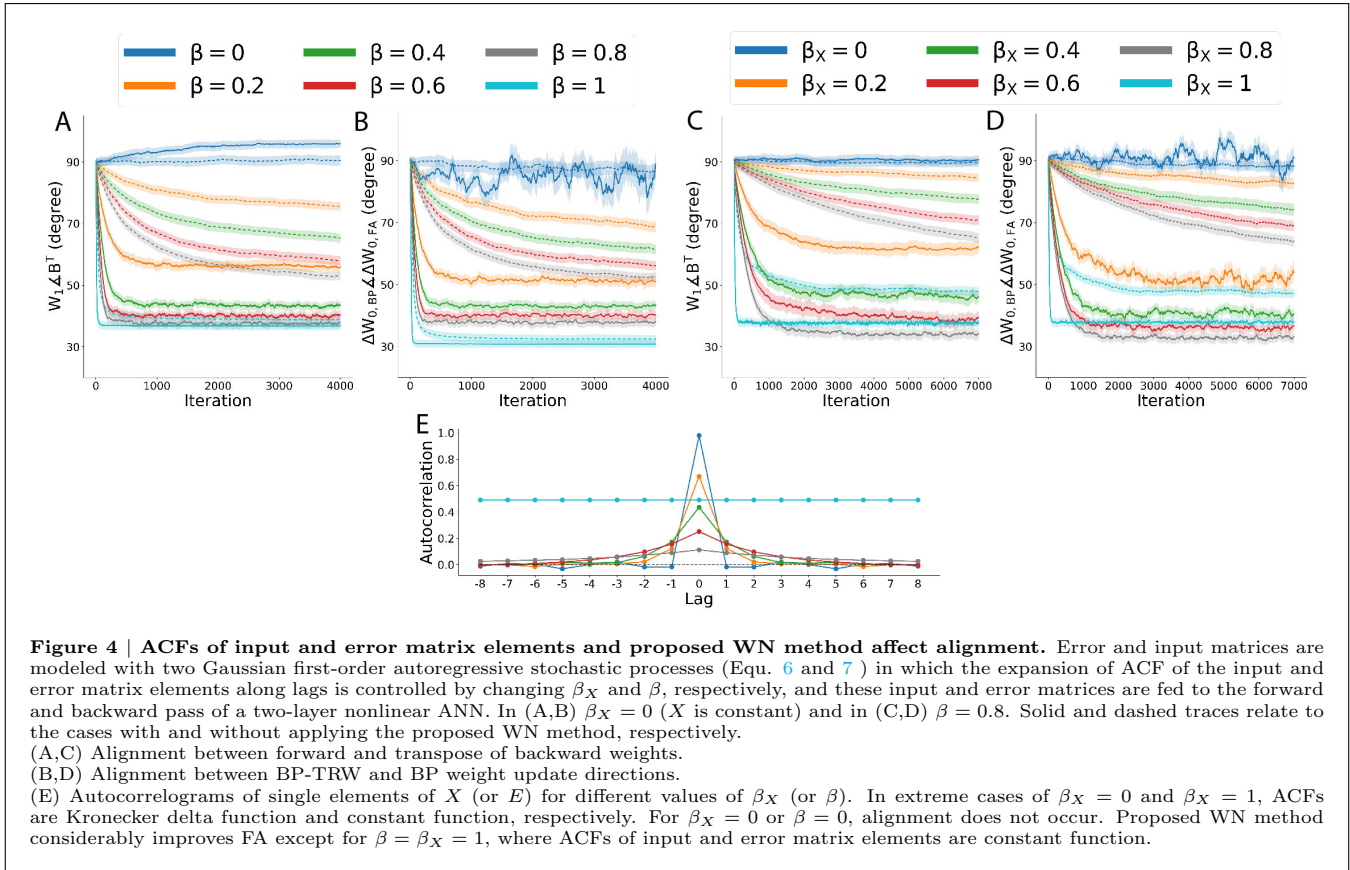 β = 0
β = 0.4
β = 0.8
β = 0.2
β = 0.6
β = 1
βX = 0
βX = 0.4
βX = 0.8
βX = 0.2
βX = 0.6
βX = 1
A
W1∡BT (degree)
90
70
50
30
0 1000 2000 3000 4000
Iteration
B
ΔW0,BP∡ΔW0,FA (degree)
90
70
50
30
0 1000 2000 3000 4000
Iteration
C
W1∡BT (degree)
90
70
50
30
0 1000 2000 3000 4000 5000 6000 7000
Iteration
D
ΔW0,BP∡ΔW0,FA (degree)
90
70
50
30
0 1000 2000 3000 4000 5000 6000 7000
Iteration
E
Autocorrelation
1.0
0.8
0.6
0.4
0.2
0.0
-8 -7 -6 -5 -4 -3 -2 -1 0 1 2 3 4 5 6 7 8
Lag
Figure 4 | ACFs of input and error matrix elements and proposed WN method affect alignment. Error and input matrices are
modeled with two Gaussian first-order autoregressive stochastic processes (Equ. 6 and 7 ) in which the expansion of ACF of the input and
error matrix elements along lags is controlled by changing βX and β, respectively, and these input and error matrices are fed to the forward
and backward pass of a two-layer nonlinear ANN. In (A,B) βX = 0 (X is constant) and in (C,D) β = 0.8. Solid and dashed traces relate to
the cases with and without applying the proposed WN method, respectively.
(A,C) Alignment between forward and transpose of backward weights.
(B,D) Alignment between BP-TRW and BP weight update directions.
(E) Autocorrelograms of single elements of X (or E) for different values of βX (or β). In extreme cases of βX = 0 and βX = 1, ACFs
are Kronecker delta function and constant function, respectively. For βX = 0 or β = 0, alignment does not occur. Proposed WN method
considerably improves FA except for β = βX = 1, where ACFs of input and error matrix elements are constant function.